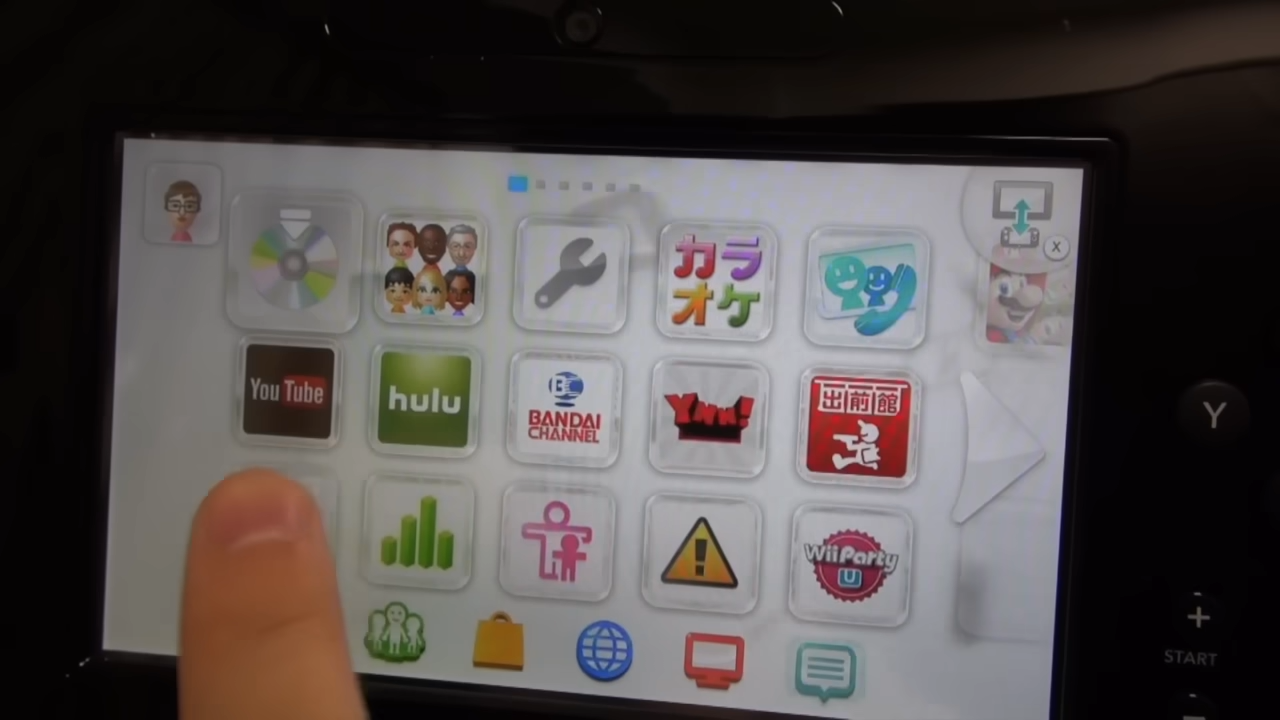 X
カラ
オケ
You Tube
hulu
B
BANDAI
CHANNEL
YNN!
出前館
Wii Party
U
Y
+
START